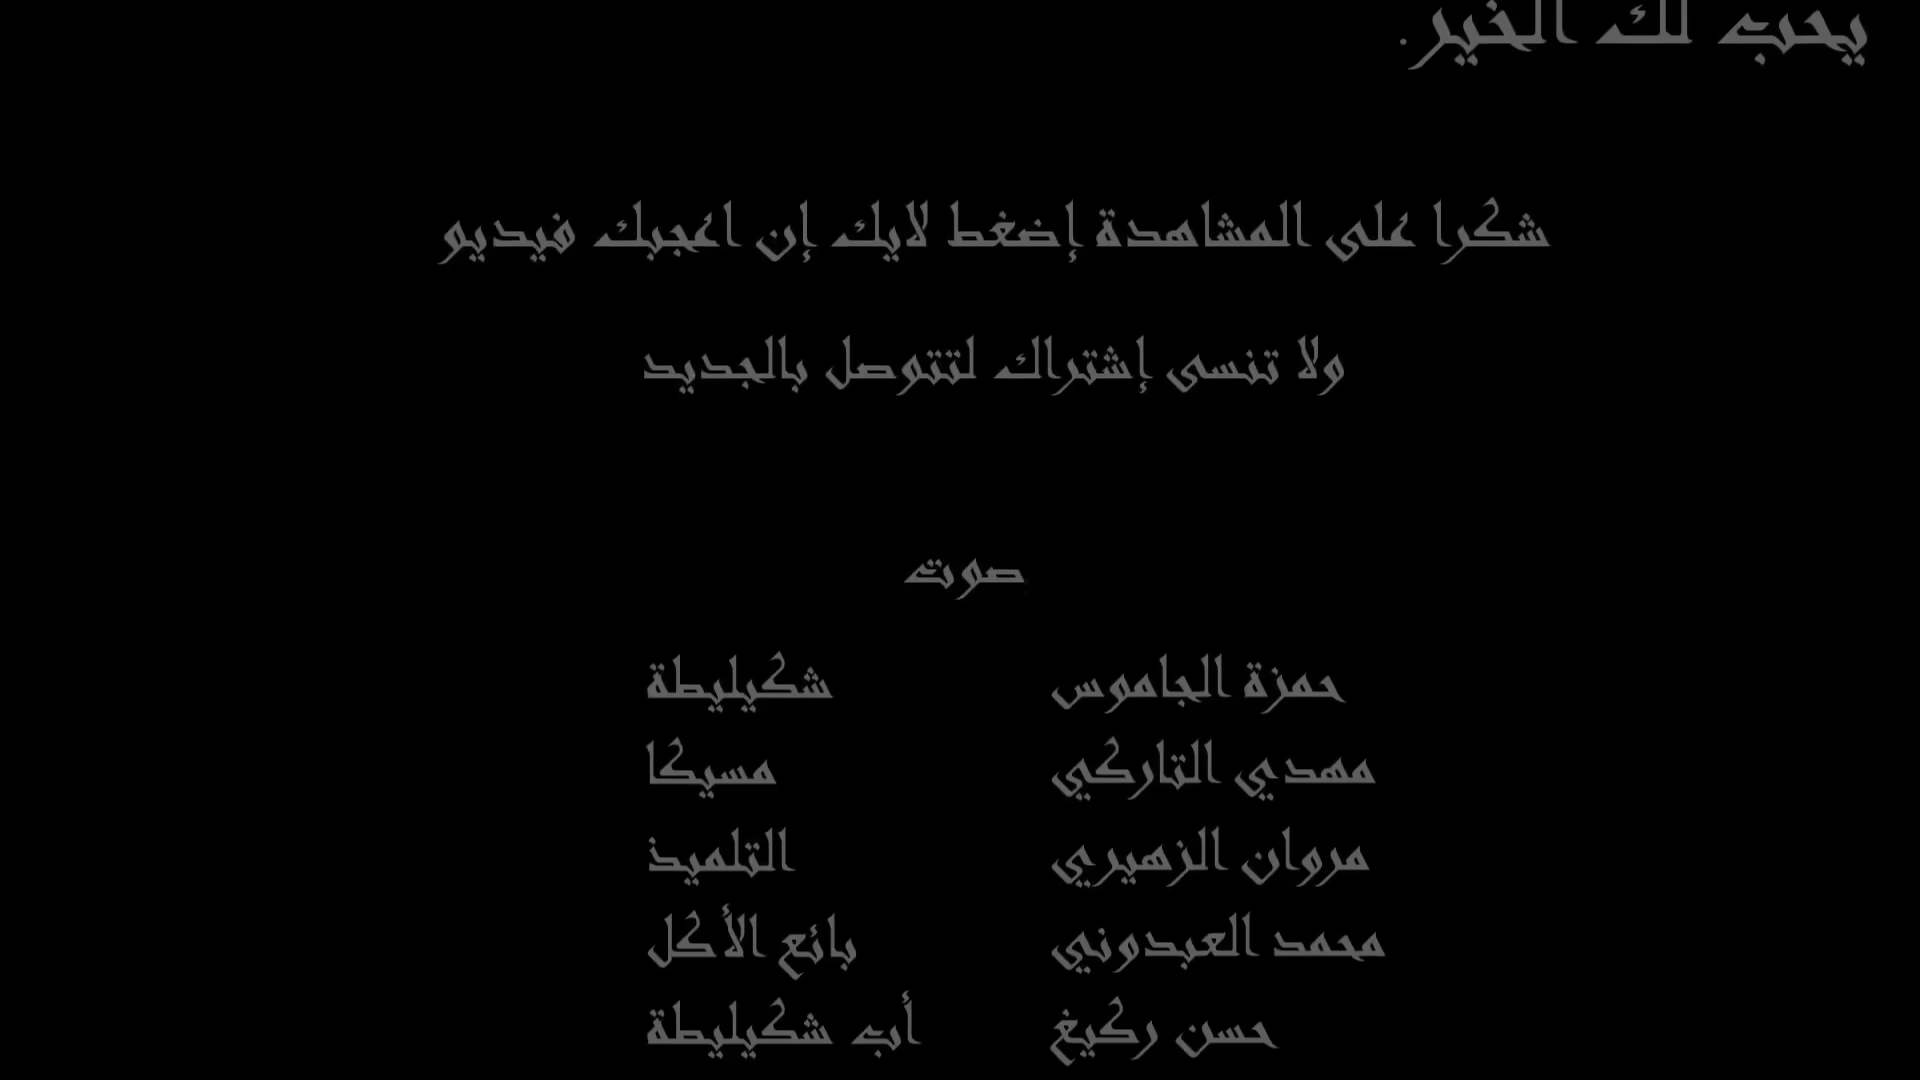 يحب لك الخير.
شكرا على المشاهدة إضغط لايك إن اعجبك فيديو
ولا تنسى إشتراك لتتوصل بالجديد
صوت
حمزة الجاموس شكيليطة
مهدي التاركي مسيكا
مروان الزهيري التلميذ
محمد العبدوني بائع الأكل
حسن ركيغ أب شكيليطة